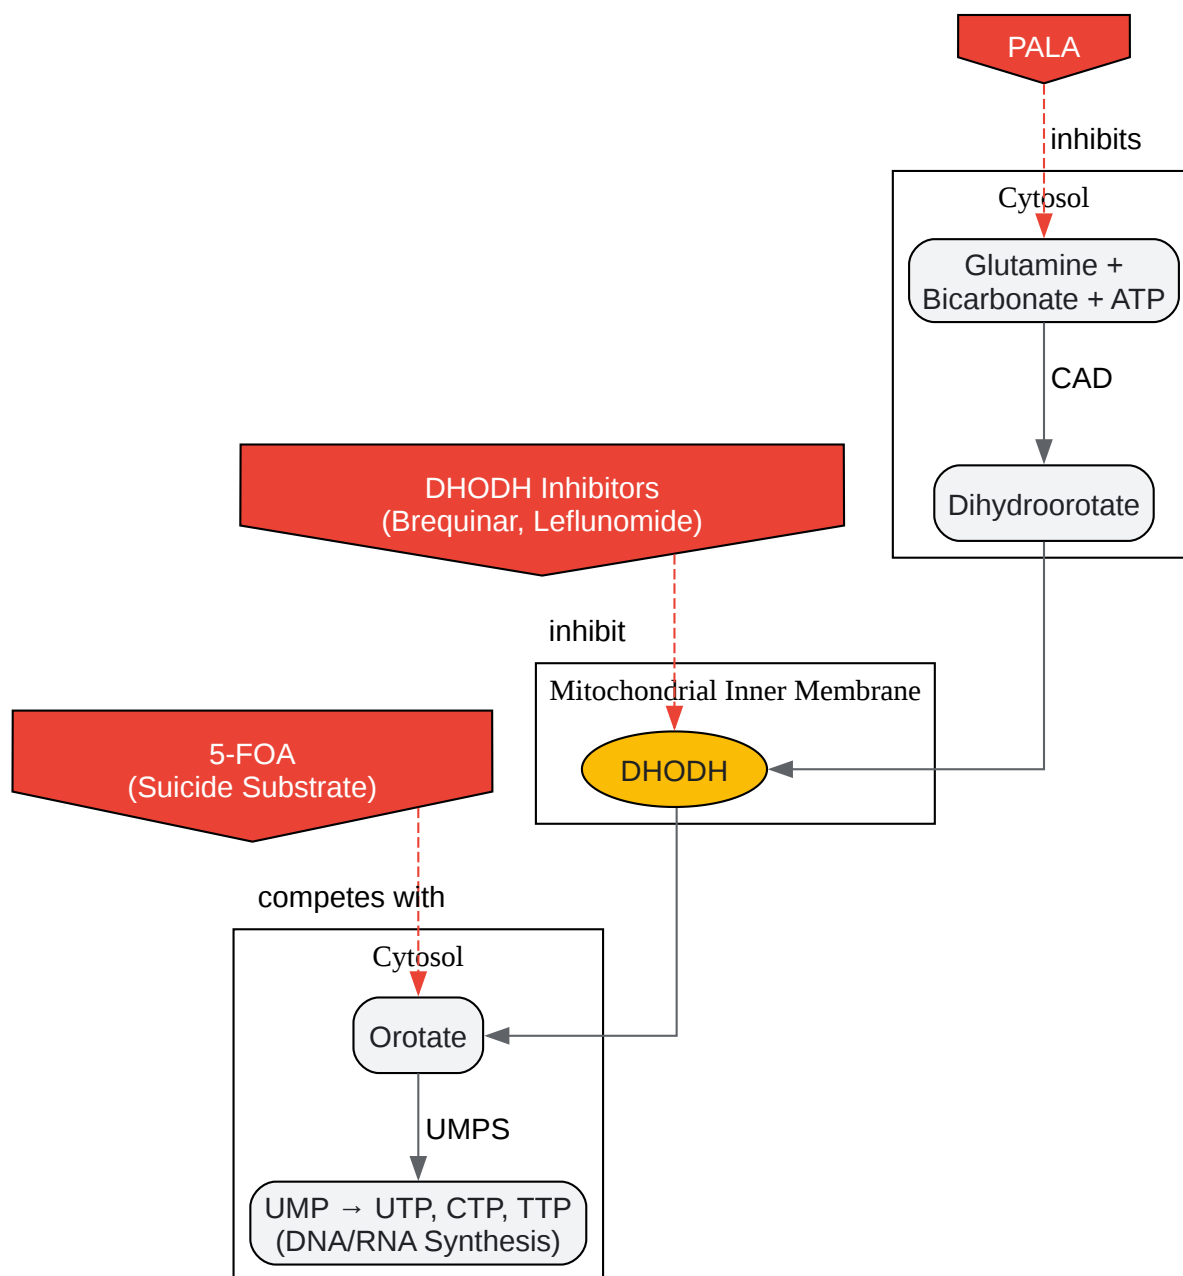 PALA
inhibits
Cytosol
Glutamine +
Bicarbonate + ATP
CAD
Dihydroorotate
DHODH Inhibitors
(Brequinar, Leflunomide)
inhibit
Mitochondrial Inner Membrane
DHODH
5-FOA
(Suicide Substrate)
competes with
Cytosol
Orotate
UMPS
UMP → UTP, CTP, TTP
(DNA/RNA Synthesis)